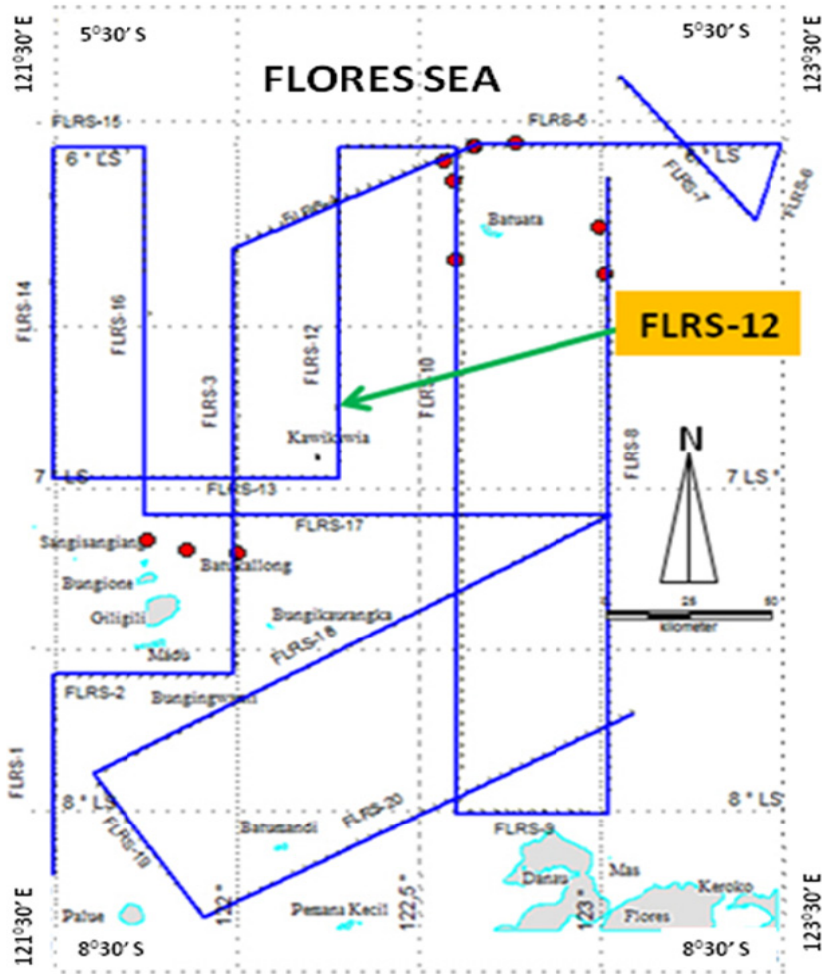 121°30' E
5°30' S
5°30' S
123°30' E
FLORES SEA
FLRS-15
FLRS-5
6 ° LS
6 ° LS
FLRS-7
FLRS-6
Batuata
FLRS-14
FLRS-16
FLRS-3
FLRS-12
FLRS-10
FLRS-12
Kawikawia
FLRS-8
N
7 LS
FLRS-13
7 LS °
FLRS-17
Sangisangiang
Batukallong
Bungione
Giligili
Bungikaurangka
0 25 50
kilometer
Madu
FLRS-18
FLRS-2
Bungingwami
FLRS-1
8 ° LS
8 ° LS
FLRS-19
FLRS-20
Batumandi
FLRS-9
Danau
Mas
Keroko
121°30' E
Palue
122 °
Pemana Kecil
122,5 °
123 °
Flores
123°30' E
8°30' S
8°30' S